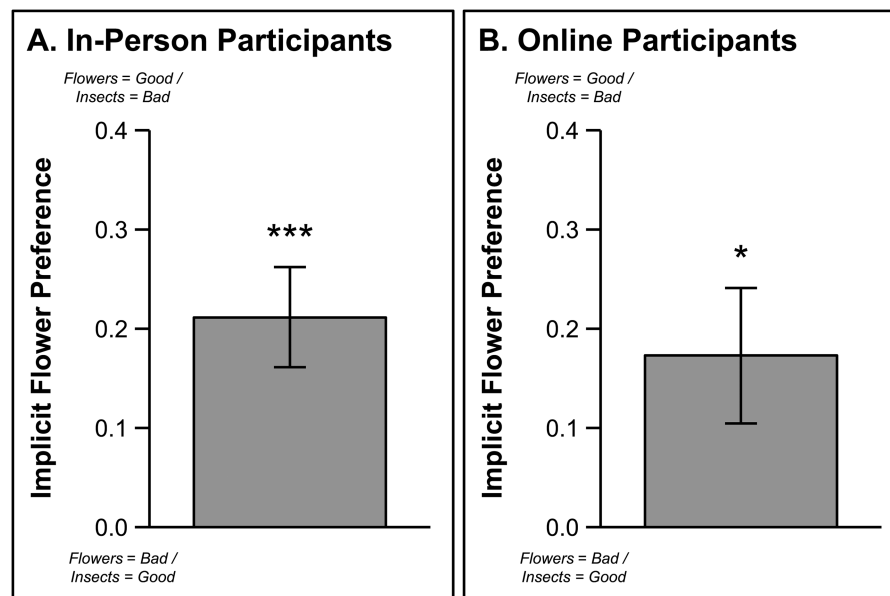 A. In-Person Participants
Flowers = Good /
Insects = Bad
Implicit Flower Preference
0.4
0.3
0.2
0.1
0.0
***
Flowers = Bad /
Insects = Good
B. Online Participants
Flowers = Good /
Insects = Bad
Implicit Flower Preference
0.4
0.3
0.2
0.1
0.0
*
Flowers = Bad /
Insects = Good